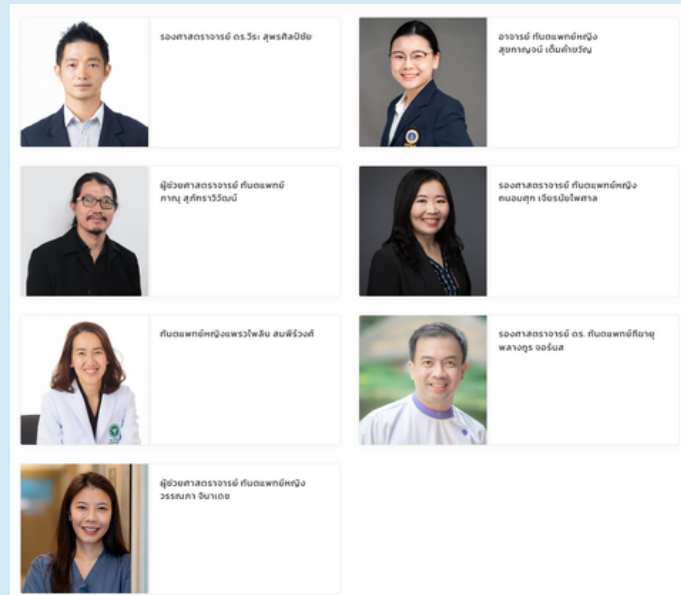 รองศาสตราจารย์ ดร.วีระ สุพรศิลป์ชัย
อาจารย์ ทันตแพทย์หญิง
สุขกาญจน์ เต็มคำขวัญ
ผู้ช่วยศาสตราจารย์ ทันตแพทย์
ภาณุ สุภัทราวิวัฒน์
รองศาสตราจารย์ ทันตแพทย์หญิง
ถนอมศุก เจียรนัยไพศาล
ทันตแพทย์หญิงแพรวไพลิน สมพีร์วงศ์
รองศาสตราจารย์ ดร. ทันตแพทย์ทีฆายุ
พลางกูร จอร์นส
ผู้ช่วยศาสตราจารย์ ทันตแพทย์หญิง
วรรณภา จินาเดช